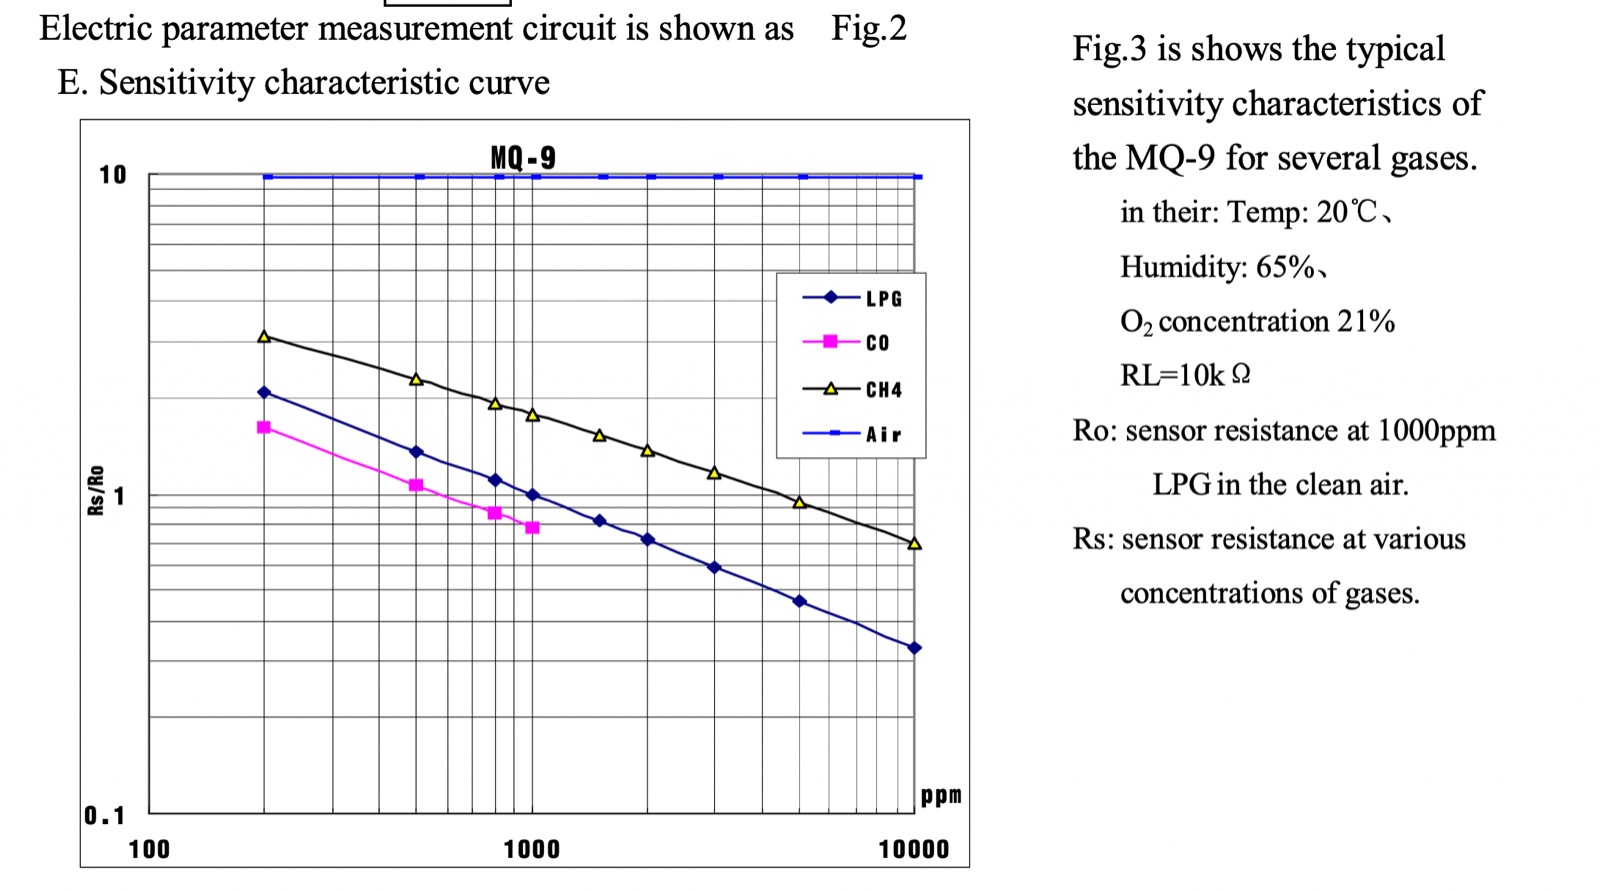 Electric parameter measurement circuit is shown as Fig.2
E. Sensitivity characteristic curve
MQ-9
10
1
0.1
Rs/Ro
100
1000
10000
ppm
LPG
CO
CH4
Air
Fig.3 is shows the typical
sensitivity characteristics of
the MQ-9 for several gases.
in their: Temp: 20℃、
Humidity: 65%、
O₂ concentration 21%
RL=10k Ω
Ro: sensor resistance at 1000ppm
LPG in the clean air.
Rs: sensor resistance at various
concentrations of gases.